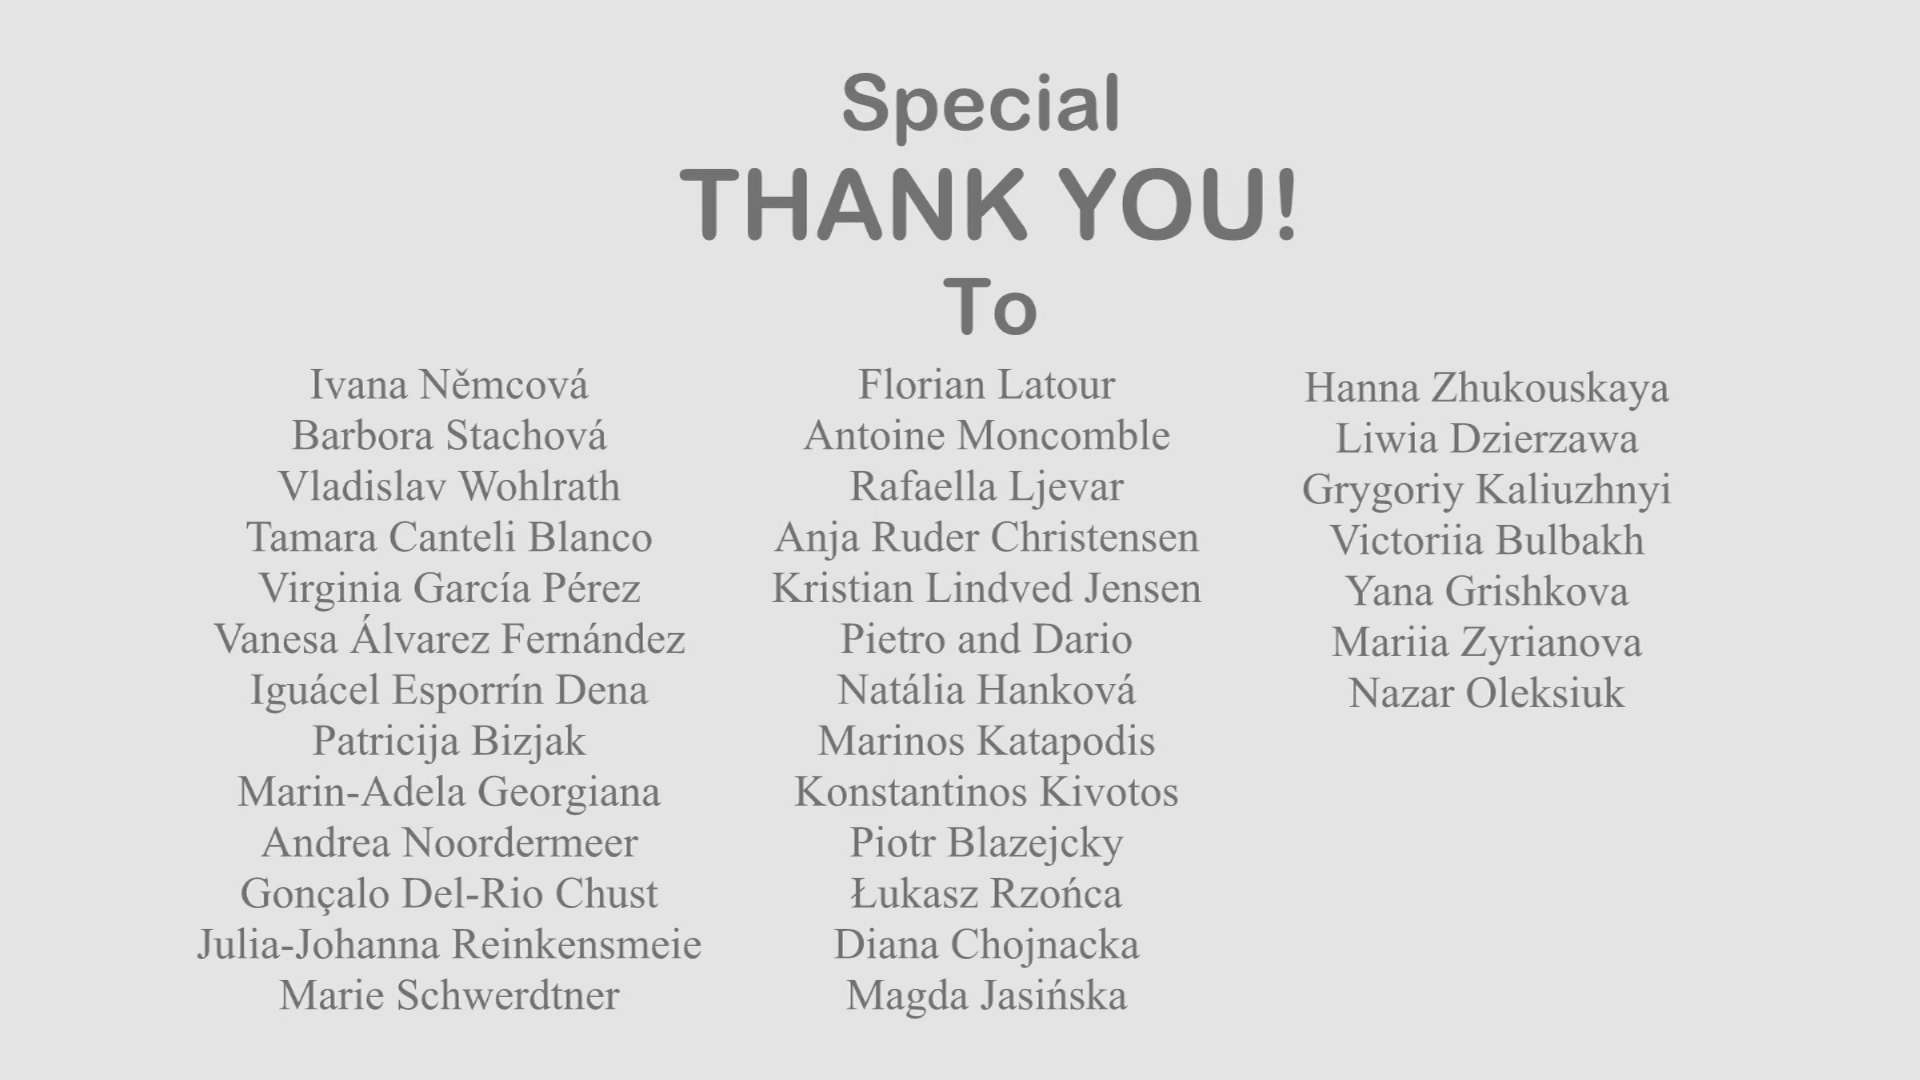 Special
THANK YOU!
To
Ivana Němcová
Barbora Stachová
Vladislav Wohlrath
Tamara Canteli Blanco
Virginia García Pérez
Vanesa Álvarez Fernández
Iguácel Esporrín Dena
Patricija Bizjak
Marin-Adela Georgiana
Andrea Noordermeer
Gonçalo Del-Rio Chust
Julia-Johanna Reinkensmeie
Marie Schwerdtner
Florian Latour
Antoine Moncomble
Rafaella Ljevar
Anja Ruder Christensen
Kristian Lindved Jensen
Pietro and Dario
Natália Hanková
Marinos Katapodis
Konstantinos Kivotos
Piotr Blazejcky
Łukasz Rzońca
Diana Chojnacka
Magda Jasińska
Hanna Zhukouskaya
Liwia Dzierzawa
Grygoriy Kaliuzhnyi
Victoriia Bulbakh
Yana Grishkova
Mariia Zyrianova
Nazar Oleksiuk